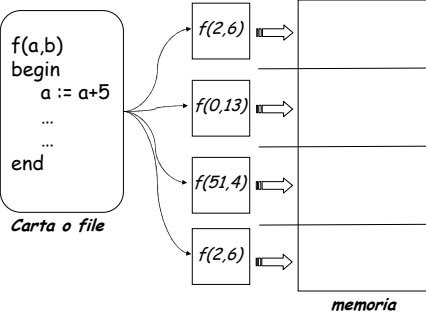 f(a,b)
begin
a := a+5
...
...
end
Carta o file
f(2,6)
f(0,13)
f(51,4)
f(2,6)
memoria